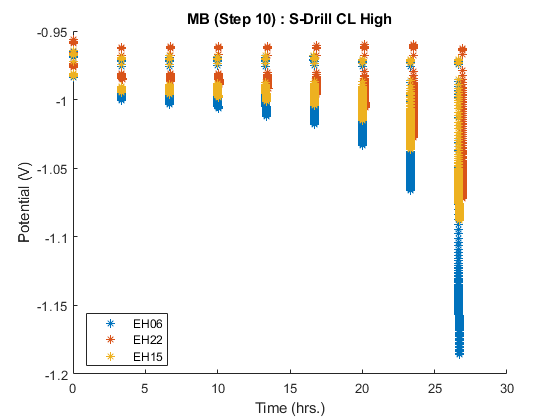 MB (Step 10) : S-Drill CL High
Potential (V)
-0.95
-1
-1.05
-1.1
-1.15
-1.2
EH06
EH22
EH15
0 5 10 15 20 25 30
Time (hrs.)